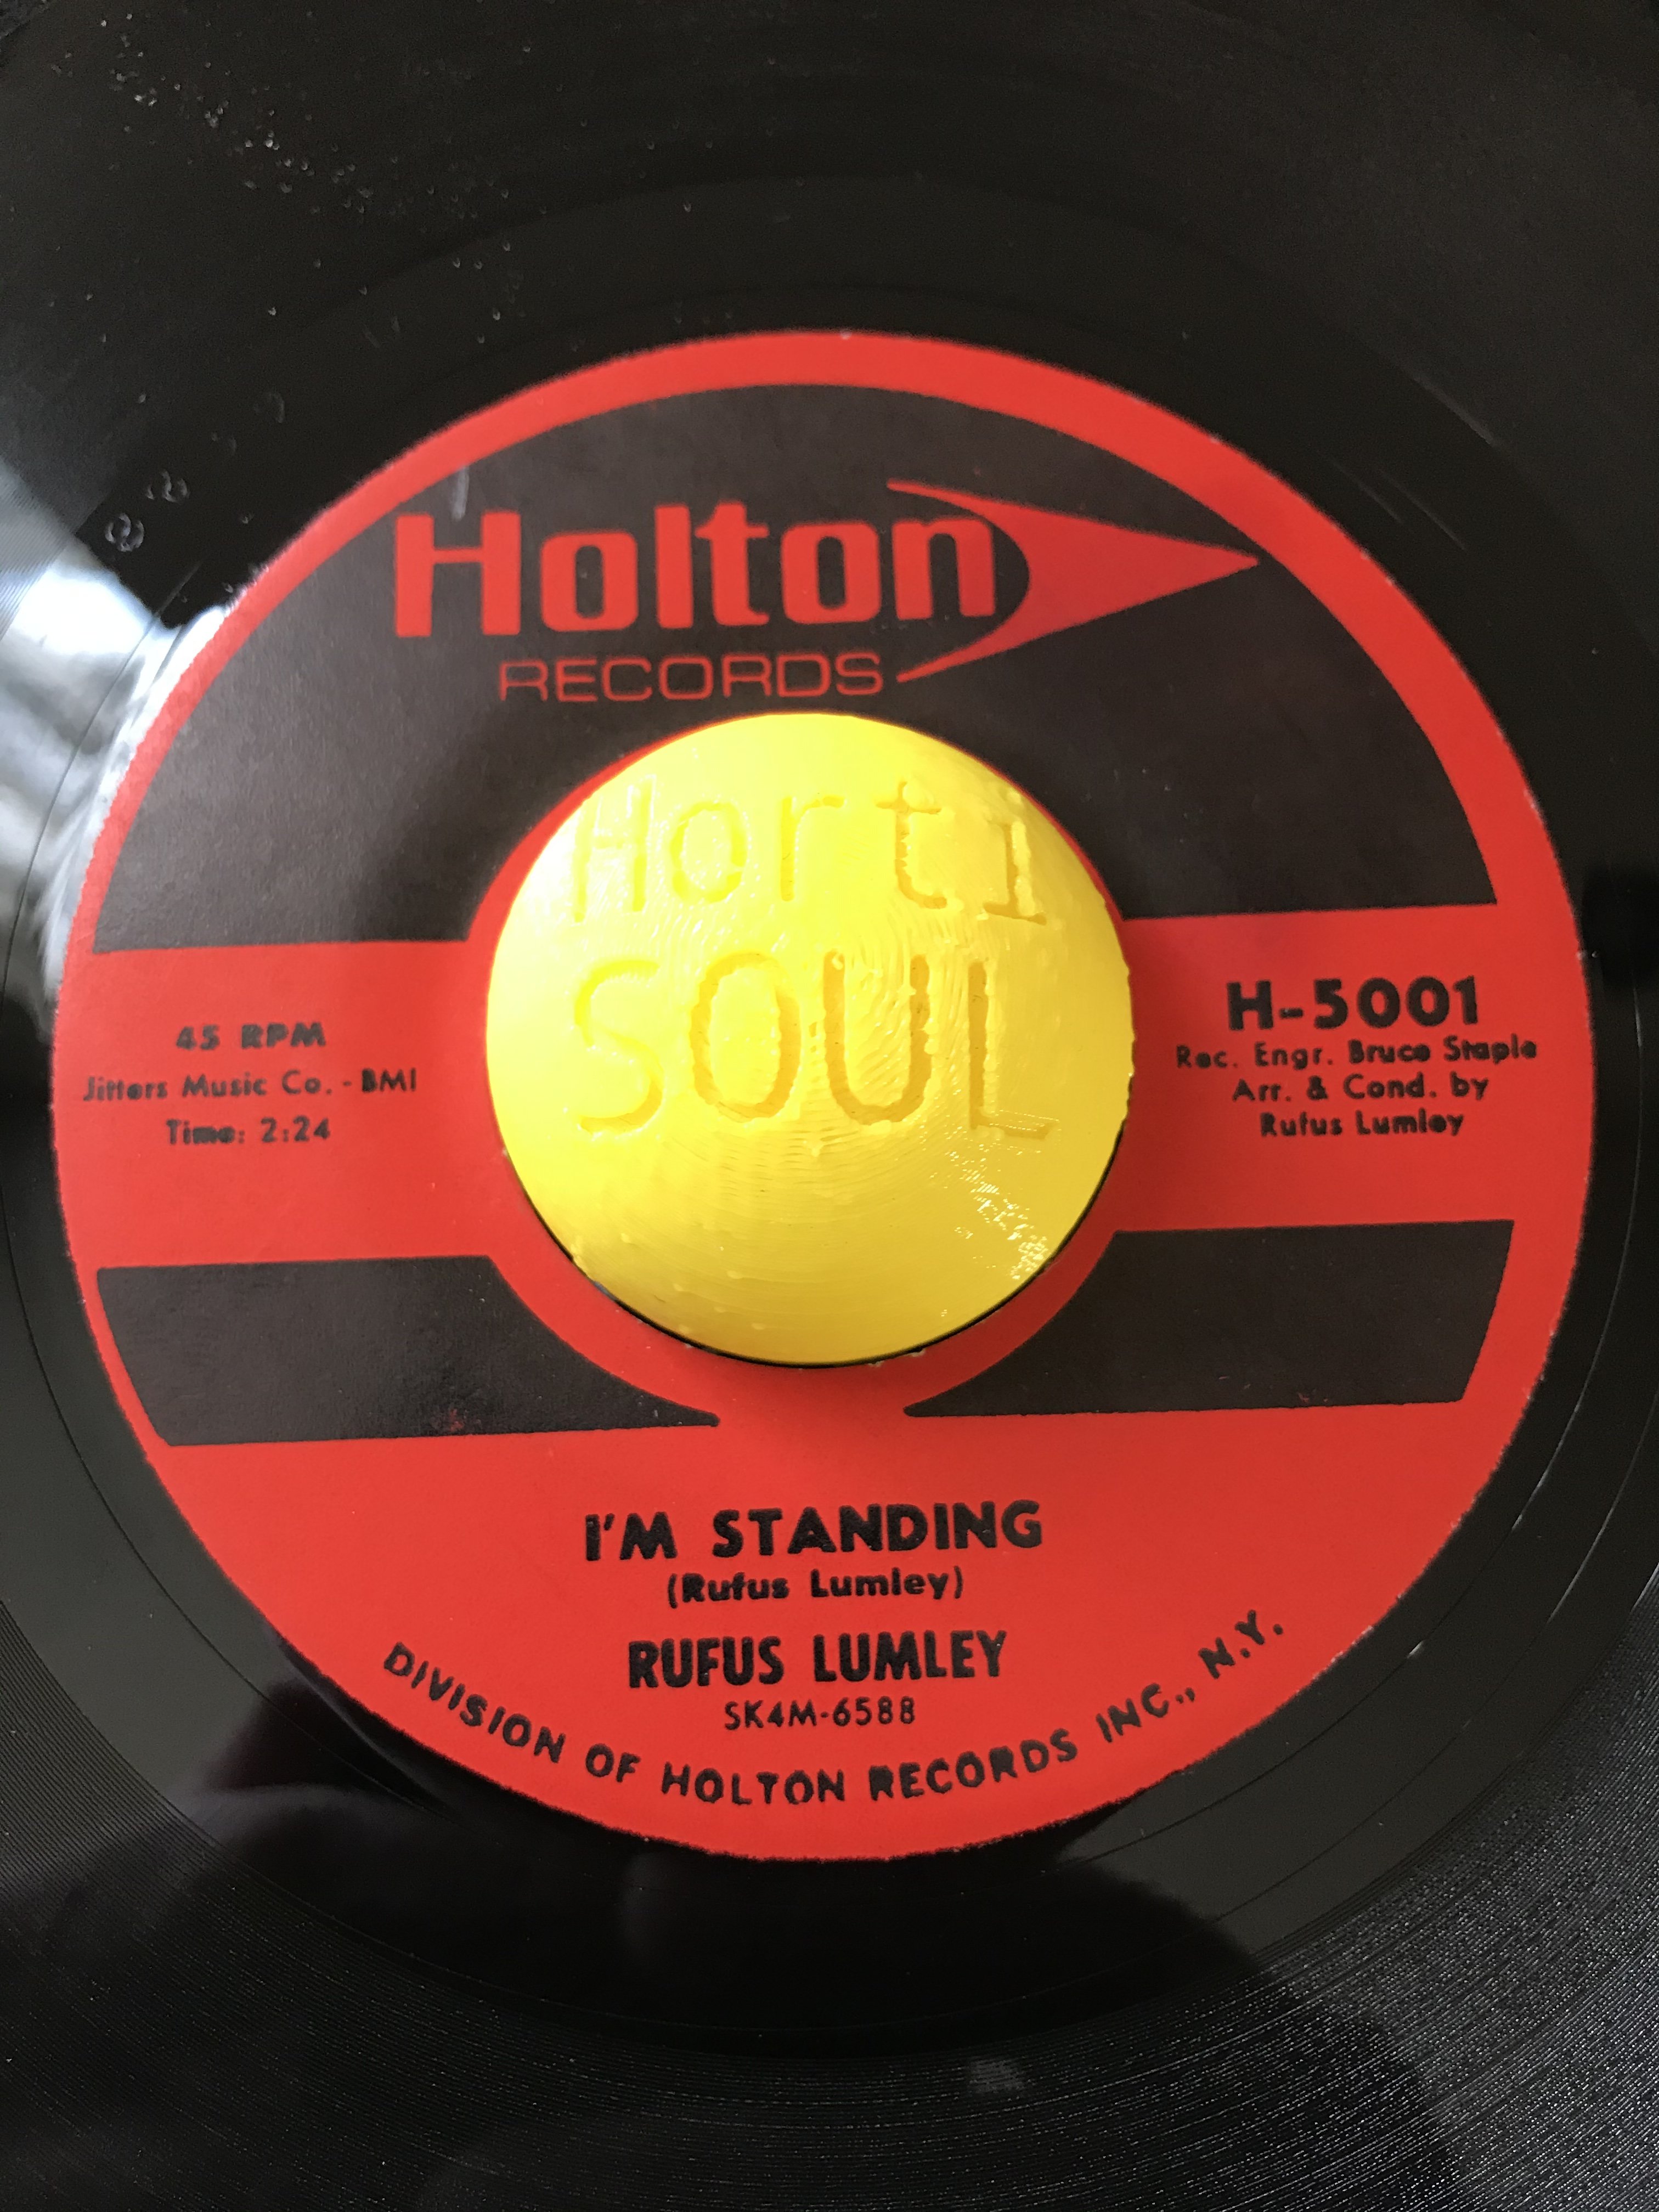 Holton
RECORDS
Horti
SOUL
45 RPM
Jitters Music Co. - BMI
Time: 2:24
H-5001
Rec. Engr. Bruce Staple
Arr. & Cond. by
Rufus Lumley
I'M STANDING
(Rufus Lumley)
RUFUS LUMLEY
SK4M-6588
DIVISION OF HOLTON RECORDS INC., N.Y.